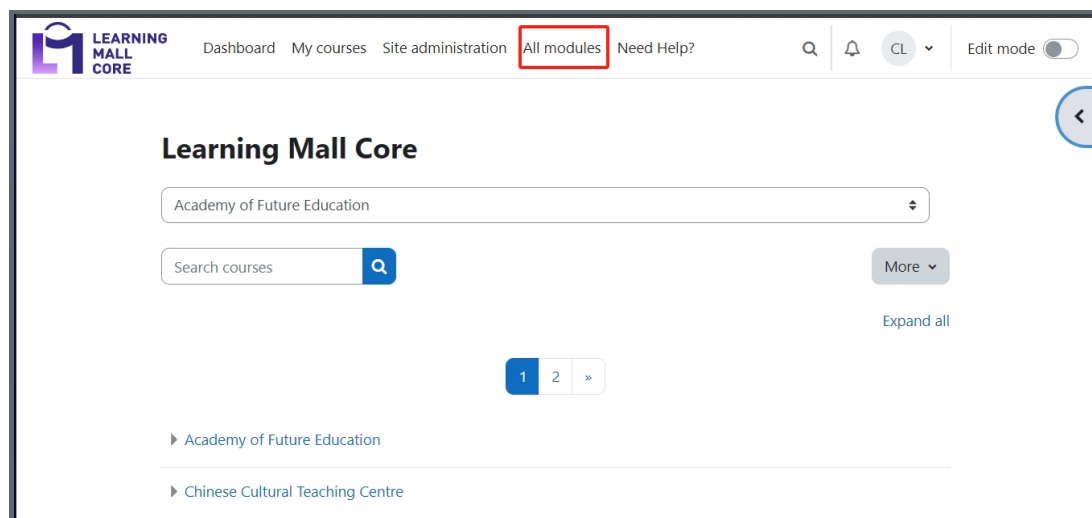 LEARNING
MALL
CORE
Dashboard My courses Site administration All modules Need Help? CL Edit mode
Learning Mall Core
Academy of Future Education
Search courses More
Expand all
1 2 »
Academy of Future Education
Chinese Cultural Teaching Centre